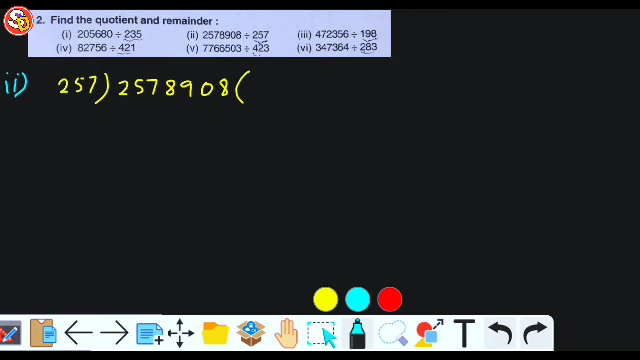 2. Find the quotient and remainder :
(i) 205680 ÷ 235 (ii) 2578908 ÷ 257 (iii) 472356 ÷ 198
(iv) 82756 ÷ 421 (v) 7766503 ÷ 423 (vi) 347364 ÷ 283
ii) 257)2578908(
T